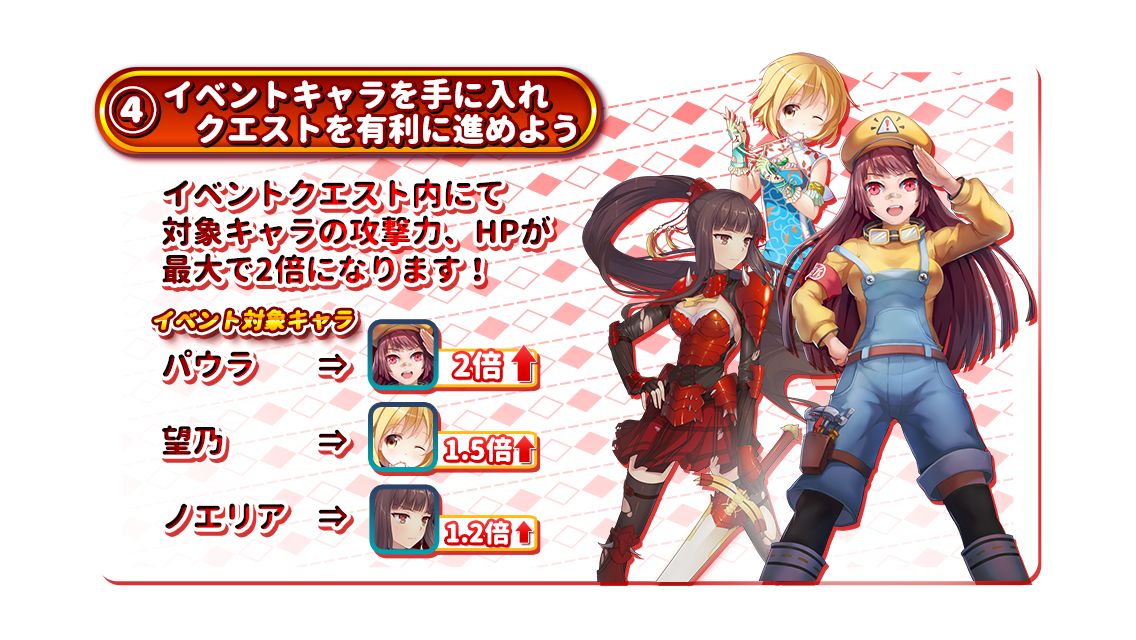 ④ イベントキャラを手に入れ
クエストを有利に進めよう
イベントクエスト内にて
対象キャラの攻撃力、HPが
最大で2倍になります！
イベント対象キャラ
パウラ ⇒ 2倍
望乃 ⇒ 1.5倍
ノエリア ⇒ 1.2倍